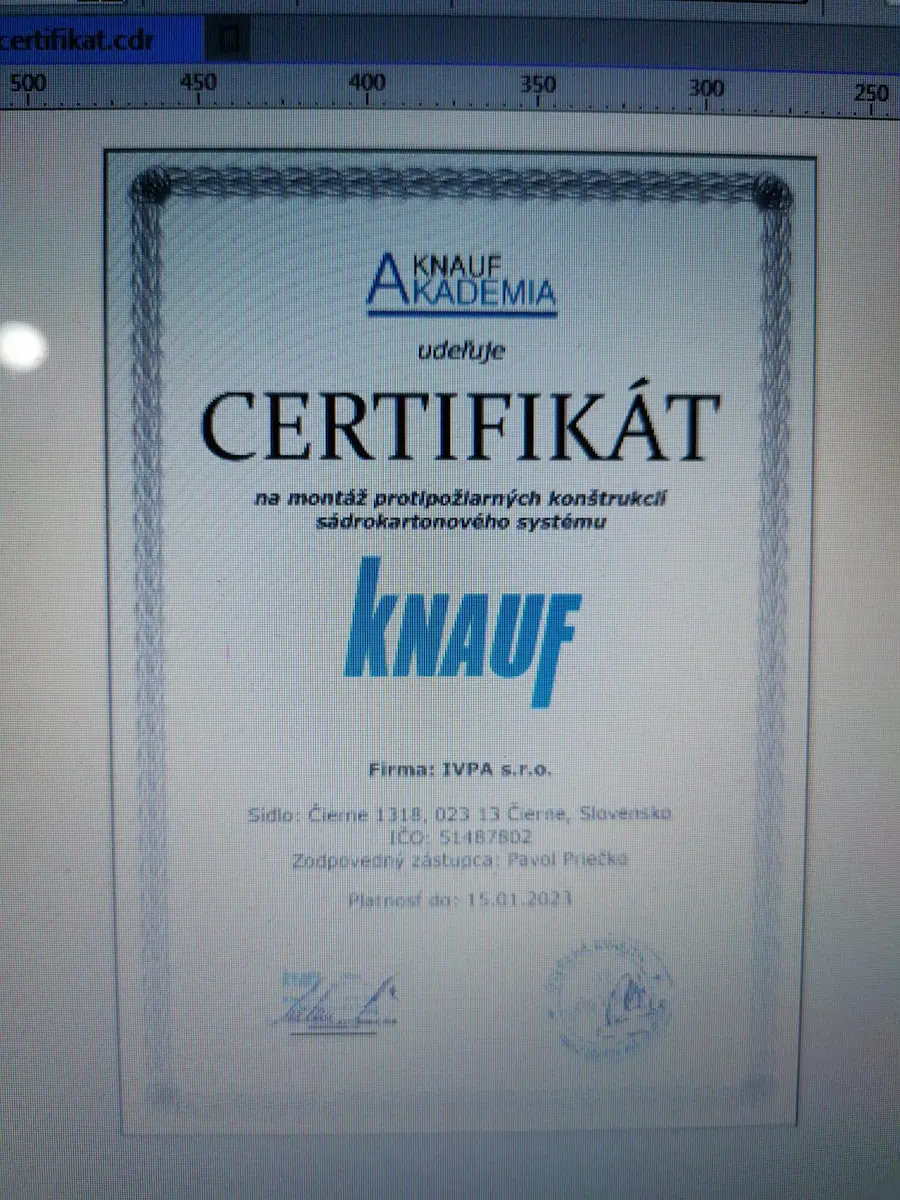 certifikat.cdr
500 450 400 350 300 250
KNAUF
AKADEMIA
udeľuje
CERTIFIKÁT
na montáž protipožiarných konštrukcií
sádrokartonového systému
KNAUF
Firma: IVPA s.r.o.
Sídlo: Čierne 1318, 023 13 Čierne, Slovensko
IČO: 51487802
Zodpovedný zástupca: Pavol Priečko
Platnosť do: 15.01.2023
KNAUF